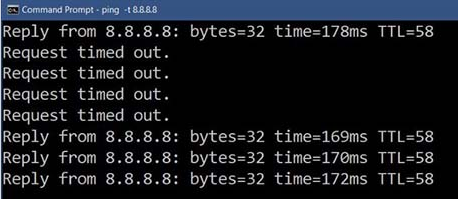 Command Prompt - ping -t 8.8.8.8
Reply from 8.8.8.8: bytes=32 time=178ms TTL=58
Request timed out.
Request timed out.
Request timed out.
Request timed out.
Reply from 8.8.8.8: bytes=32 time=169ms TTL=58
Reply from 8.8.8.8: bytes=32 time=170ms TTL=58
Reply from 8.8.8.8: bytes=32 time=172ms TTL=58